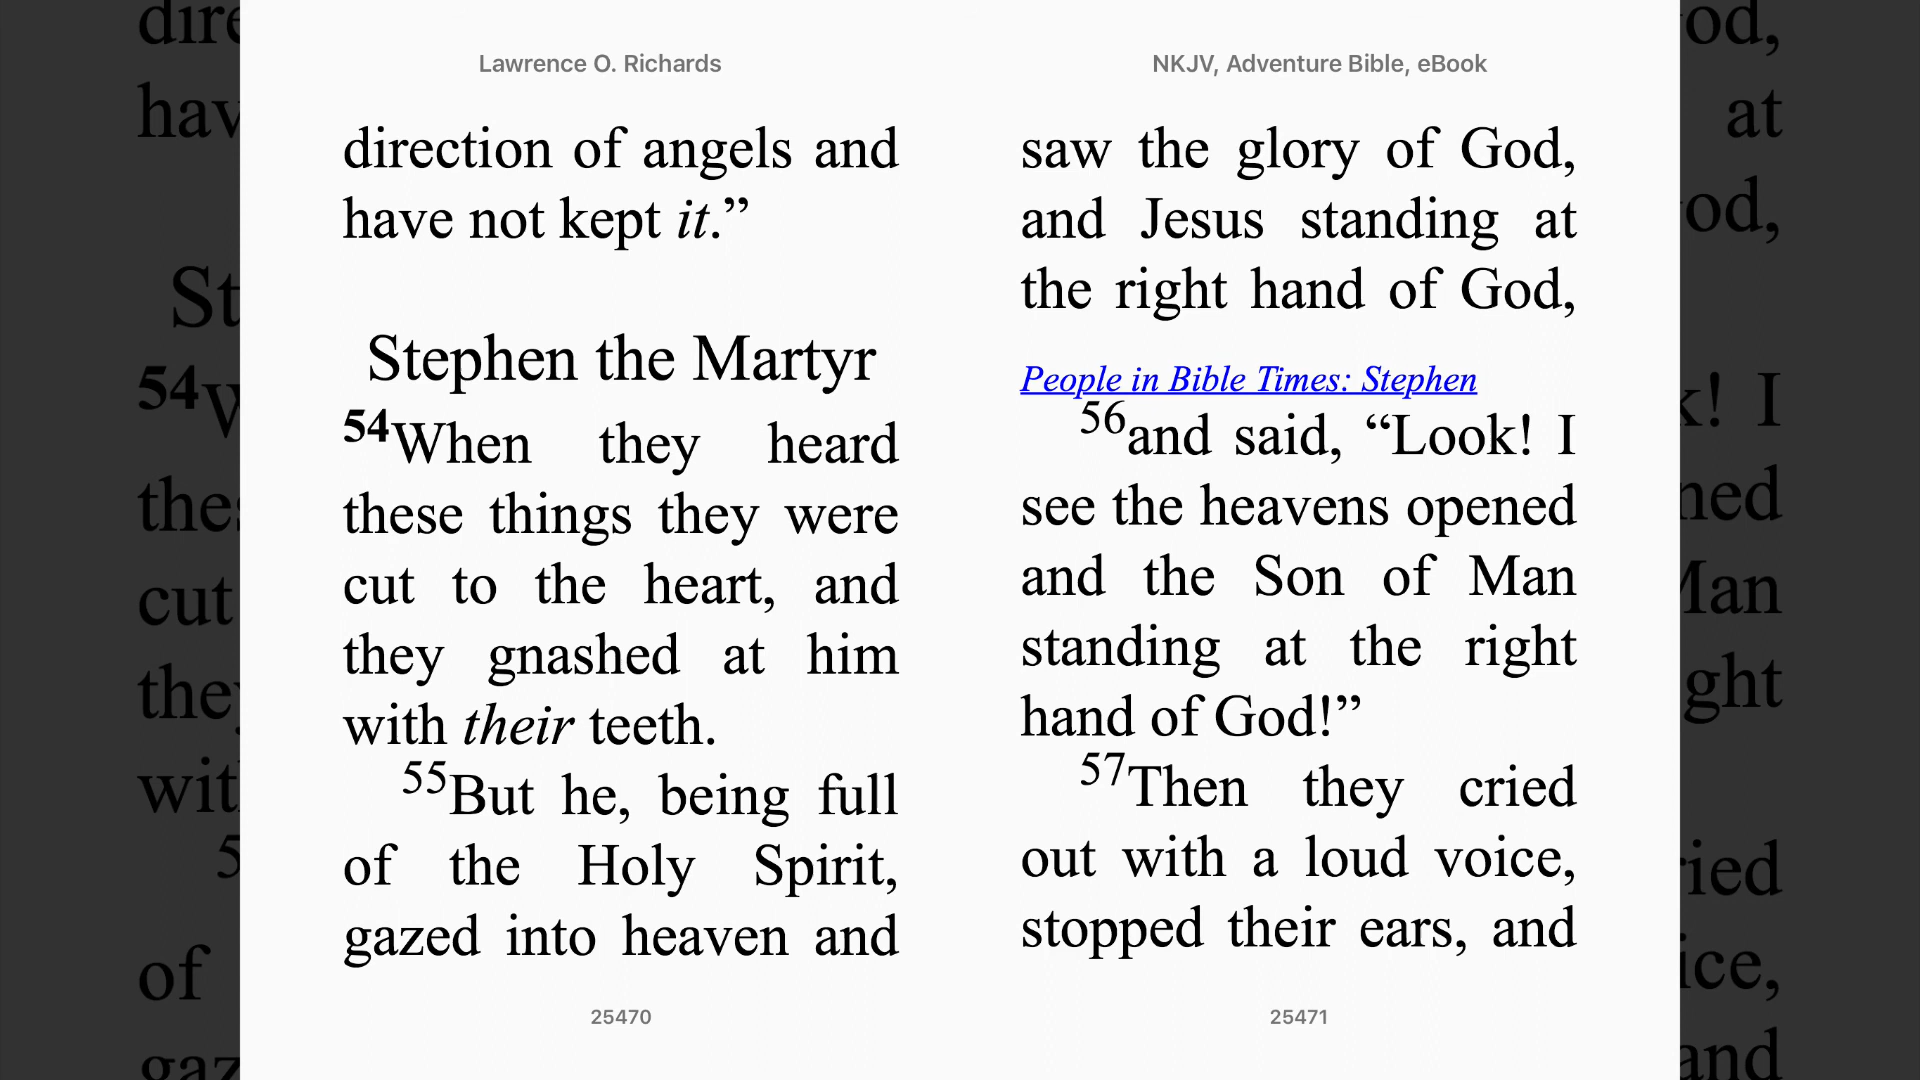 Lawrence O. Richards
direction of angels and
have not kept it.”
Stephen the Martyr
54When they heard
these things they were
cut to the heart, and
they gnashed at him
with their teeth.
55But he, being full
of the Holy Spirit,
gazed into heaven and
25470
NKJV, Adventure Bible, eBook
saw the glory of God,
and Jesus standing at
the right hand of God,
People in Bible Times: Stephen
56and said, “Look! I
see the heavens opened
and the Son of Man
standing at the right
hand of God!”
57Then they cried
out with a loud voice,
stopped their ears, and
25471